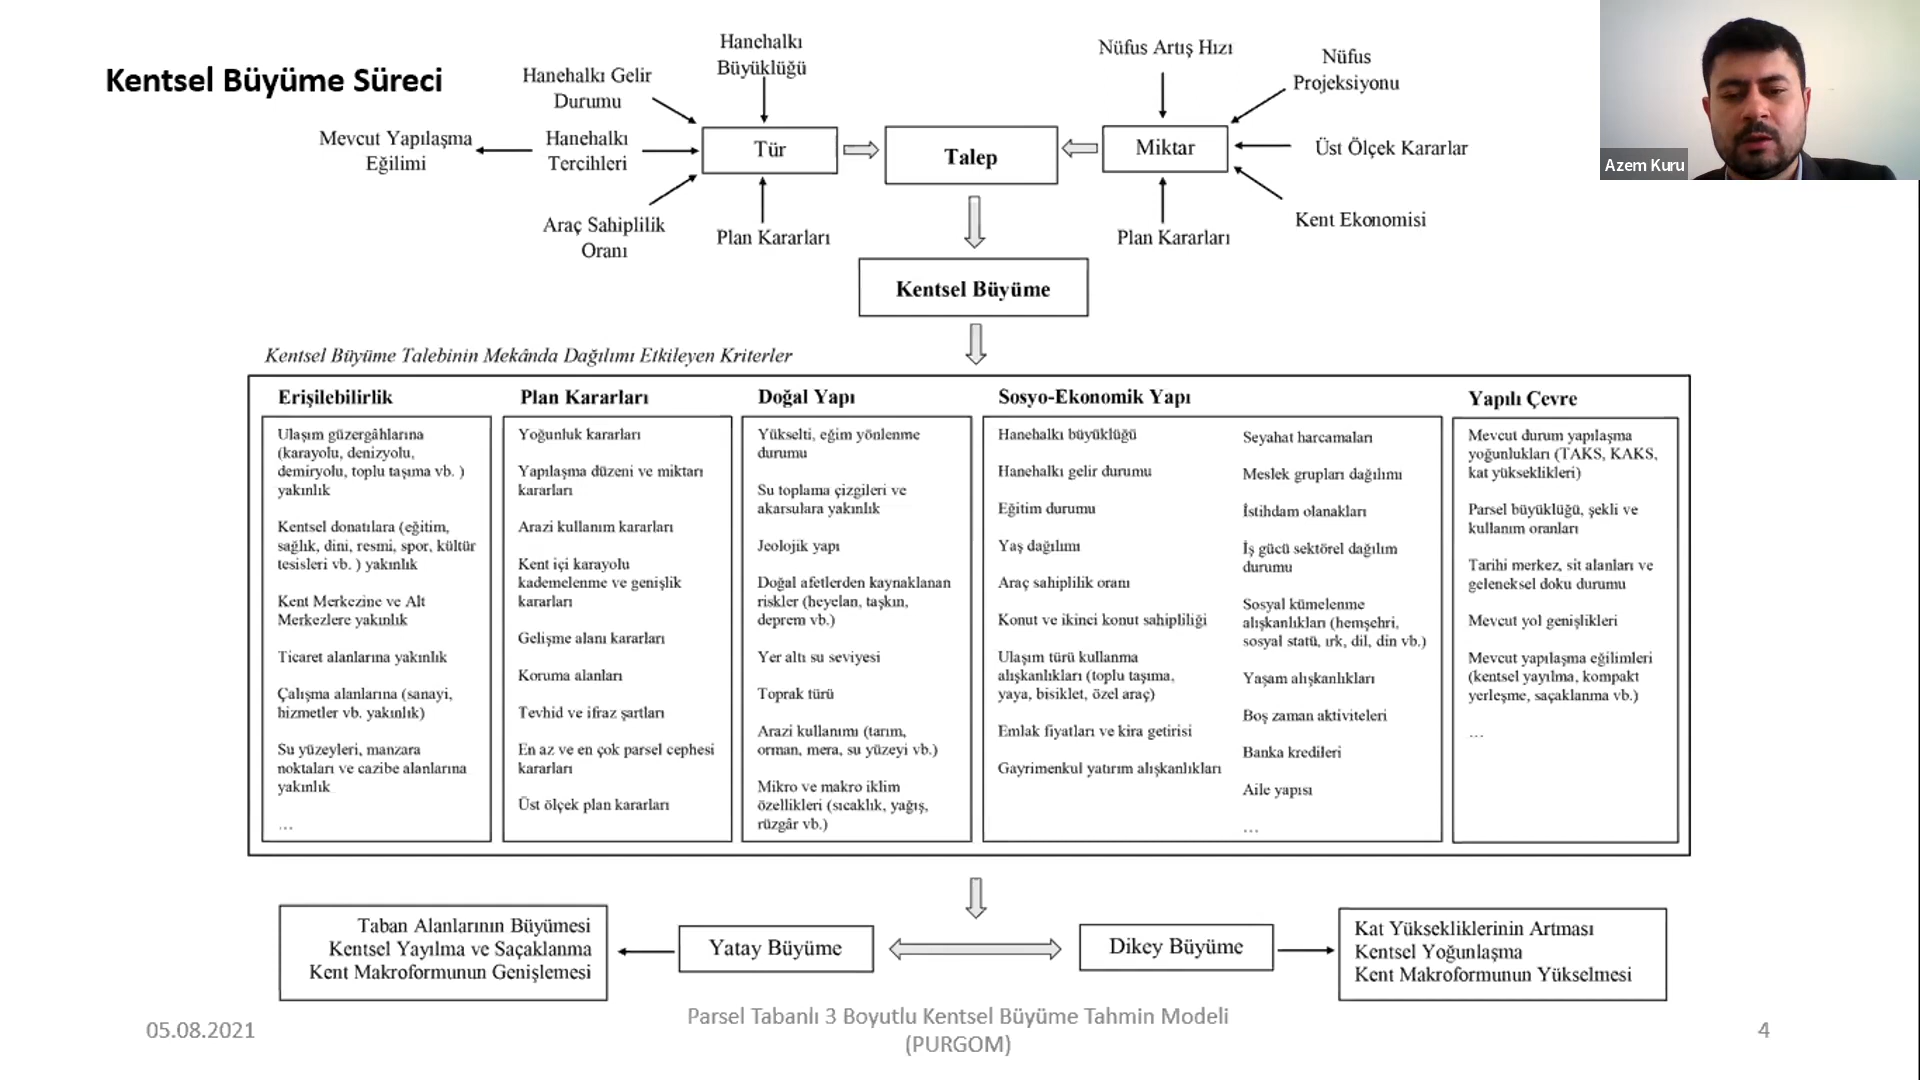 Kentsel Büyüme Süreci
Hanehalkı
Büyüklüğü
Hanehalkı Gelir
Durumu
Mevcut Yapılaşma
Eğilimi
Hanehalkı
Tercihleri
Araç Sahiplilik
Oranı
Plan Kararları
Tür
Talep
Miktar
Nüfus Artış Hızı
Nüfus
Projeksiyonu
Üst Ölçek Kararlar
Kent Ekonomisi
Plan Kararları
Azem Kuru
Kentsel Büyüme
Kentsel Büyüme Talebinin Mekânda Dağılımı Etkileyen Kriterler
Erişilebilirlik
Ulaşım güzergâhlarına
(karayolu, denizyolu,
demiryolu, toplu taşıma vb. )
yakınlık
Kentsel donatılara (eğitim,
sağlık, dini, resmi, spor, kültür
tesisleri vb. ) yakınlık
Kent Merkezine ve Alt
Merkezlere yakınlık
Ticaret alanlarına yakınlık
Çalışma alanlarına (sanayi,
hizmetler vb. yakınlık)
Su yüzeyleri, manzara
noktaları ve cazibe alanlarına
yakınlık
...
Plan Kararları
Yoğunluk kararları
Yapılaşma düzeni ve miktarı
kararları
Arazi kullanım kararları
Kent içi karayolu
kademelenme ve genişlik
kararları
Gelişme alanı kararları
Koruma alanları
Tevhid ve ifraz şartları
En az ve en çok parsel cephesi
kararları
Üst ölçek plan kararları
Doğal Yapı
Yükselti, eğim yönlenme
durumu
Su toplama çizgileri ve
akarsulara yakınlık
Jeolojik yapı
Doğal afetlerden kaynaklanan
riskler (heyelan, taşkın,
deprem vb.)
Yer altı su seviyesi
Toprak türü
Arazi kullanımı (tarım,
orman, mera, su yüzeyi vb.)
Mikro ve makro iklim
özellikleri (sıcaklık, yağış,
rüzgâr vb.)
Sosyo-Ekonomik Yapı
Hanehalkı büyüklüğü
Hanehalkı gelir durumu
Eğitim durumu
Yaş dağılımı
Araç sahiplilik oranı
Konut ve ikinci konut sahipliliği
Ulaşım türü kullanma
alışkanlıkları (toplu taşıma,
yaya, bisiklet, özel araç)
Emlak fiyatları ve kira getirisi
Gayrimenkul yatırım alışkanlıkları
Seyahat harcamaları
Meslek grupları dağılımı
İstihdam olanakları
İş gücü sektörel dağılım
durumu
Sosyal kümelenme
alışkanlıkları (hemşehri,
sosyal statü, ırk, dil, din vb.)
Yaşam alışkanlıkları
Boş zaman aktiviteleri
Banka kredileri
Aile yapısı
...
Yapılı Çevre
Mevcut durum yapılaşma
yoğunlukları (TAKS, KAKS,
kat yükseklikleri)
Parsel büyüklüğü, şekli ve
kullanım oranları
Tarihi merkez, sit alanları ve
geleneksel doku durumu
Mevcut yol genişlikleri
Mevcut yapılaşma eğilimleri
(kentsel yayılma, kompakt
yerleşme, saçaklanma vb.)
...
Taban Alanlarının Büyümesi
Kentsel Yayılma ve Saçaklanma
Kent Makroformunun Genişlemesi
Yatay Büyüme
Dikey Büyüme
Kat Yüksekliklerinin Artması
Kentsel Yoğunlaşma
Kent Makroformunun Yükselmesi
05.08.2021
Parsel Tabanlı 3 Boyutlu Kentsel Büyüme Tahmin Modeli
(PURGOM)
4